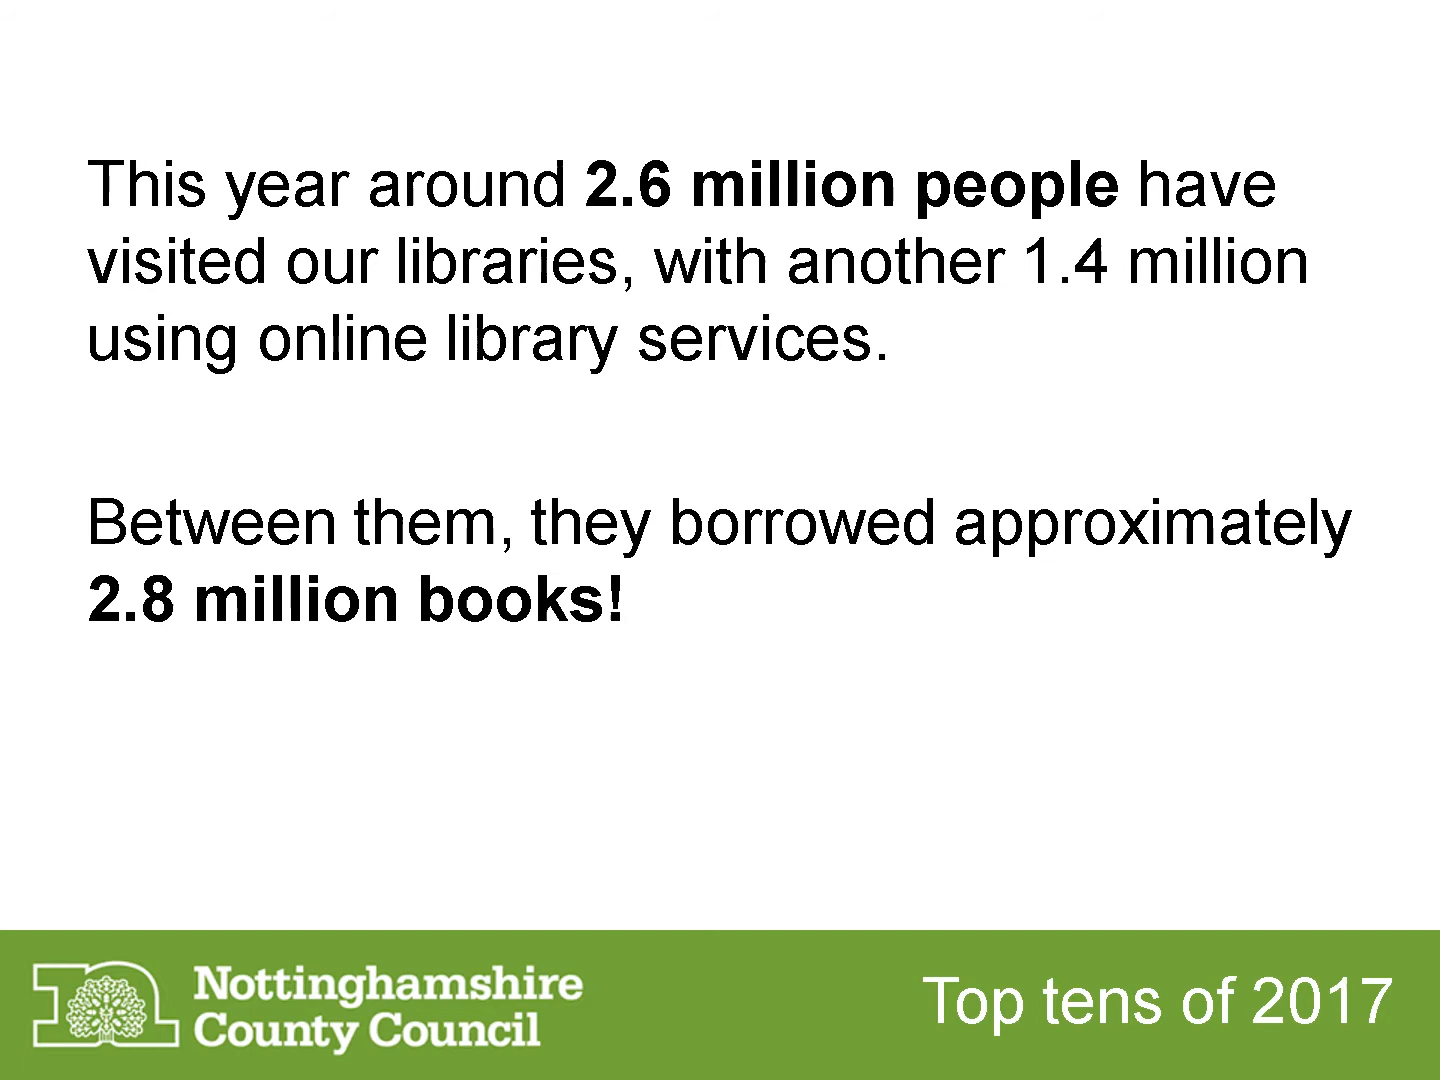 This year around 2.6 million people have
visited our libraries, with another 1.4 million
using online library services.
Between them, they borrowed approximately
2.8 million books!
Nottinghamshire
County Council
Top tens of 2017